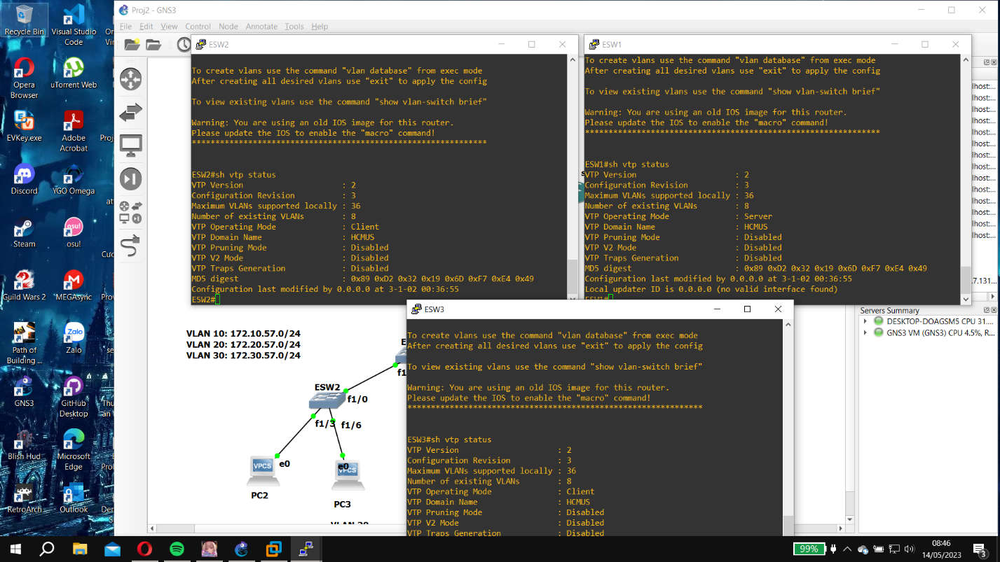 Recycle Bin
Visual Studio
Code
Opera
Browser
uTorrent Web
EVKey.exe
Adobe
Acrobat
Proj
Discord
YGO Omega
Steam
osu!
Guild Wars 2
MEGAsync
Path of
Building ...
Zalo
GNS3
GitHub
Desktop
Blish Hud
Microsoft
Edge
RetroArch
Outlook
Proj2 - GNS3
File Edit View Control Node Annotate Tools Help
ESW2
To create vlans use the command "vlan database" from exec mode
After creating all desired vlans use "exit" to apply the config
To view existing vlans use the command "show vlan-switch brief"
Warning: You are using an old IOS image for this router.
Please update the IOS to enable the "macro" command!
***********************************************************
ESW2#sh vtp status
VTP Version : 2
Configuration Revision : 3
Maximum VLANs supported locally : 36
Number of existing VLANs : 8
VTP Operating Mode : Client
VTP Domain Name : HCMUS
VTP Pruning Mode : Disabled
VTP V2 Mode : Disabled
VTP Traps Generation : Disabled
MD5 digest : 0x89 0xD2 0x32 0x19 0x6D 0xF7 0xE4 0x49
Configuration last modified by 0.0.0.0 at 3-1-02 00:36:55
ESW2#
ESW1
To create vlans use the command "vlan database" from exec mode
After creating all desired vlans use "exit" to apply the config
To view existing vlans use the command "show vlan-switch brief"
Warning: You are using an old IOS image for this router.
Please update the IOS to enable the "macro" command!
***********************************************************
ESW1#sh vtp status
VTP Version : 2
Configuration Revision : 3
Maximum VLANs supported locally : 36
Number of existing VLANs : 8
VTP Operating Mode : Server
VTP Domain Name : HCMUS
VTP Pruning Mode : Disabled
VTP V2 Mode : Disabled
VTP Traps Generation : Disabled
MD5 digest : 0x89 0xD2 0x32 0x19 0x6D 0xF7 0xE4 0x49
Configuration last modified by 0.0.0.0 at 3-1-02 00:36:55
Local updater ID is 0.0.0.0 (no valid interface found)
ESW1#
ESW3
To create vlans use the command "vlan database" from exec mode
After creating all desired vlans use "exit" to apply the config
To view existing vlans use the command "show vlan-switch brief"
Warning: You are using an old IOS image for this router.
Please update the IOS to enable the "macro" command!
***********************************************************
ESW3#sh vtp status
VTP Version : 2
Configuration Revision : 3
Maximum VLANs supported locally : 36
Number of existing VLANs : 8
VTP Operating Mode : Client
VTP Domain Name : HCMUS
VTP Pruning Mode : Disabled
VTP V2 Mode : Disabled
VTP Traps Generation : Disabled
VLAN 10: 172.10.57.0/24
VLAN 20: 172.20.57.0/24
VLAN 30: 172.30.57.0/24
ESW2
f1/0
f1/3
f1/6
e0
e0
VPCS
VPCS
PC2
PC3
lhost:...
lhost:...
lhost:...
lhost:...
lhost:...
lhost:...
lhost:...
lhost:...
lhost:...
lhost:...
lhost:...
lhost:...
lhost:...
.7.131...
Servers Summary
DESKTOP-DOAGSM5 CPU 31....
GNS3 VM (GNS3) CPU 4.5%, R...
99%
08:46
14/05/2023
3